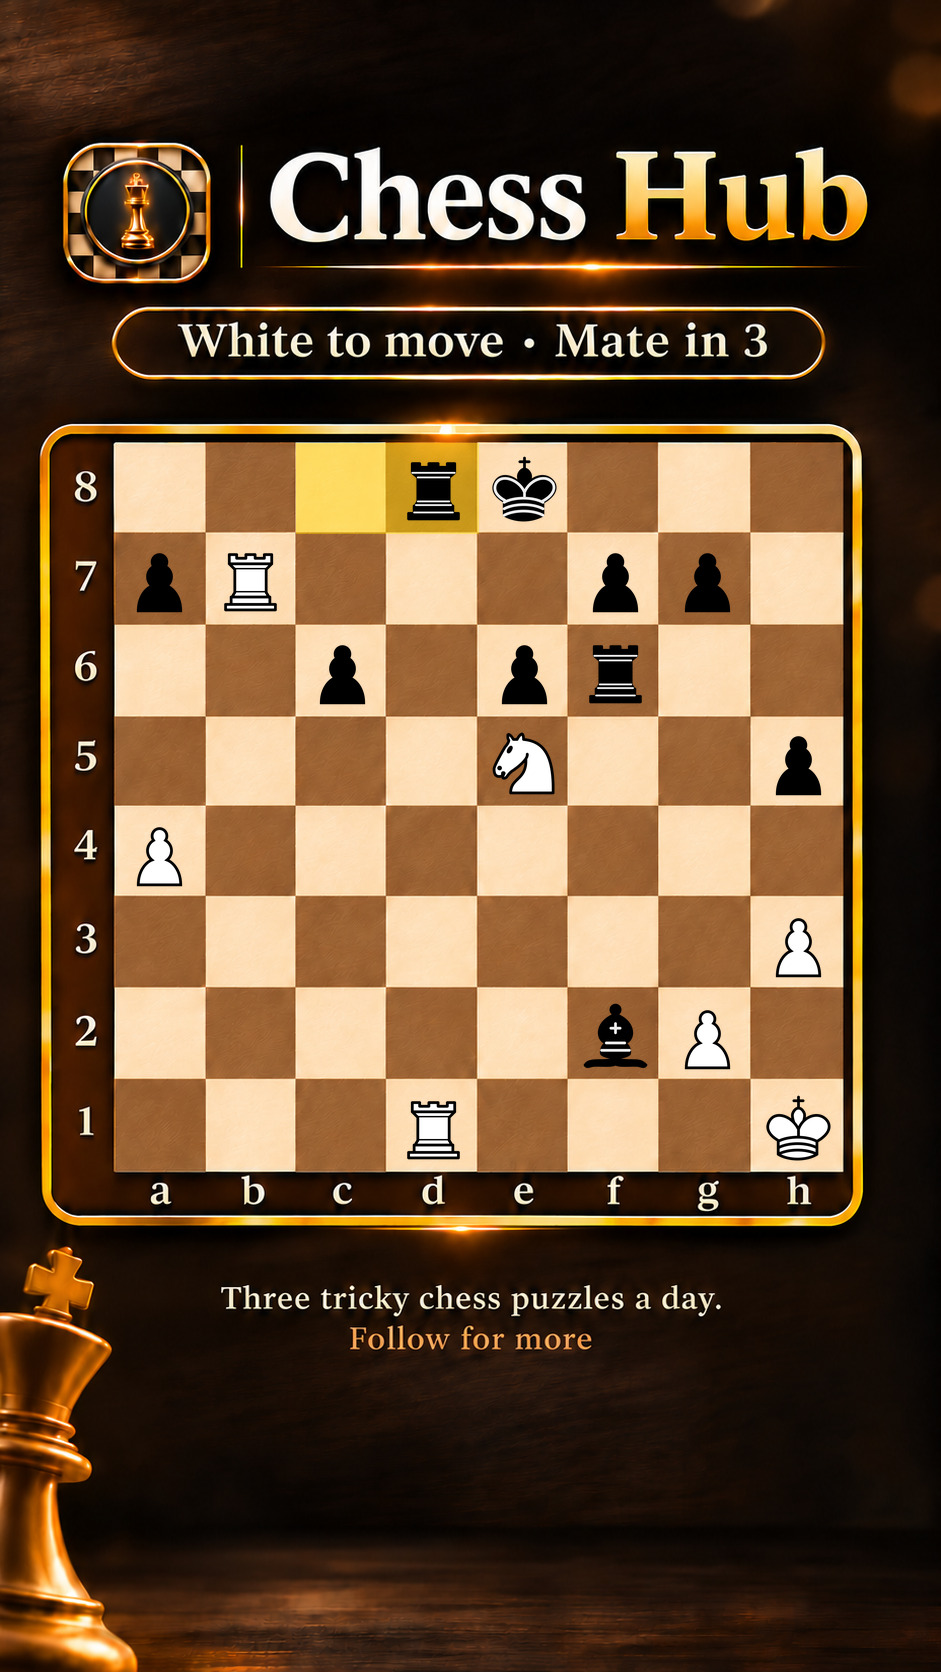 Chess Hub
White to move • Mate in 3
8
7
6
5
4
3
2
1
a b c d e f g h
Three tricky chess puzzles a day.
Follow for more